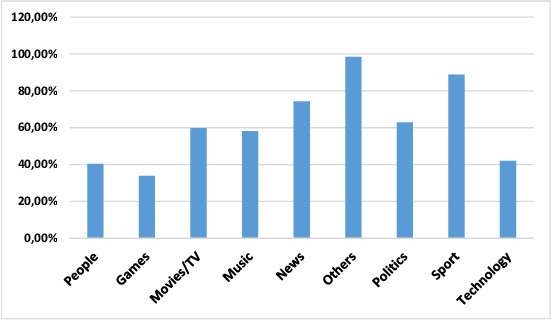 120,00%
100,00%
80,00%
60,00%
40,00%
20,00%
0,00%
People
Games
Movies/TV
Music
News
Others
Politics
Sport
Technology